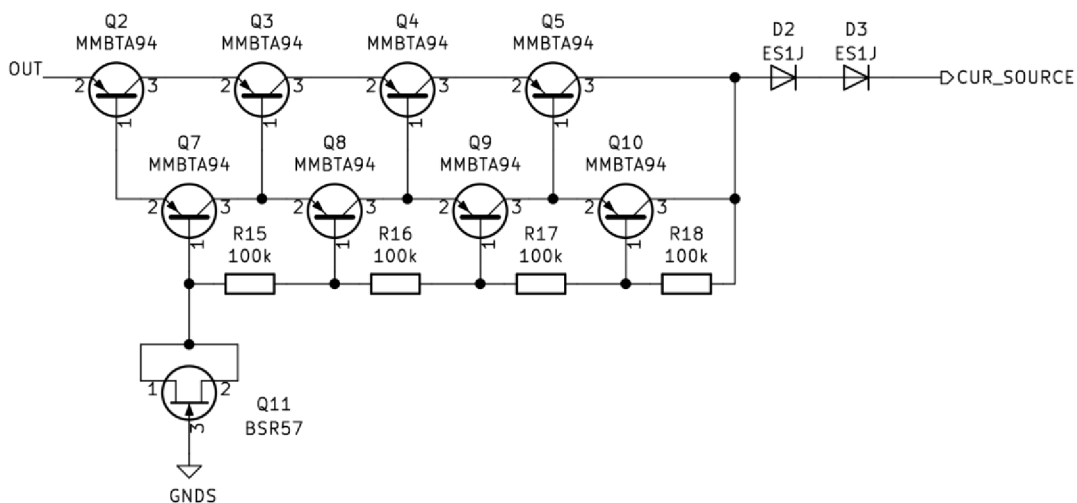 Q2
MMBTA94
Q3
MMBTA94
Q4
MMBTA94
Q5
MMBTA94
D2
ES1J
D3
ES1J
OUT
2
3
2
3
2
3
2
3
CUR_SOURCE
1
1
1
1
Q7
MMBTA94
Q8
MMBTA94
Q9
MMBTA94
Q10
MMBTA94
2
3
2
3
2
3
2
3
1
1
1
1
R15
100k
R16
100k
R17
100k
R18
100k
1
2
3
Q11
BSR57
GNDS